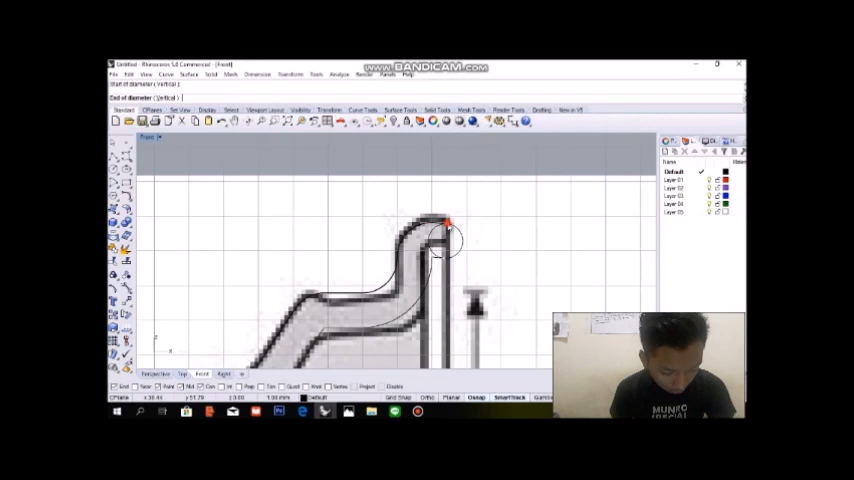 Untitled - Rhinoceros 5.0 Commercial - [Front]
www.BANDICAM.com
File Edit View Curve Surface Solid Mesh Dimension Transform Tools Analyze Render Panels Help
Start of diameter ( Vertical ):
End of diameter ( Vertical ):
Standard CPlanes Set View Display Select Viewport Layout Visibility Transform Curve Tools Surface Tools Solid Tools Mesh Tools Render Tools Drafting New in V5
Front
Name
Default
Layer 01
Layer 02
Layer 03
Layer 04
Layer 05
z
x
MUNRO
SPECIAL
Perspective Top Front Right
End Near Point Mid Cen Int Perp Tan Quad Knot Vertex Project Disable
CPlane z 0.00 Default Grid Snap Ortho Planar Osnap SmartTrack